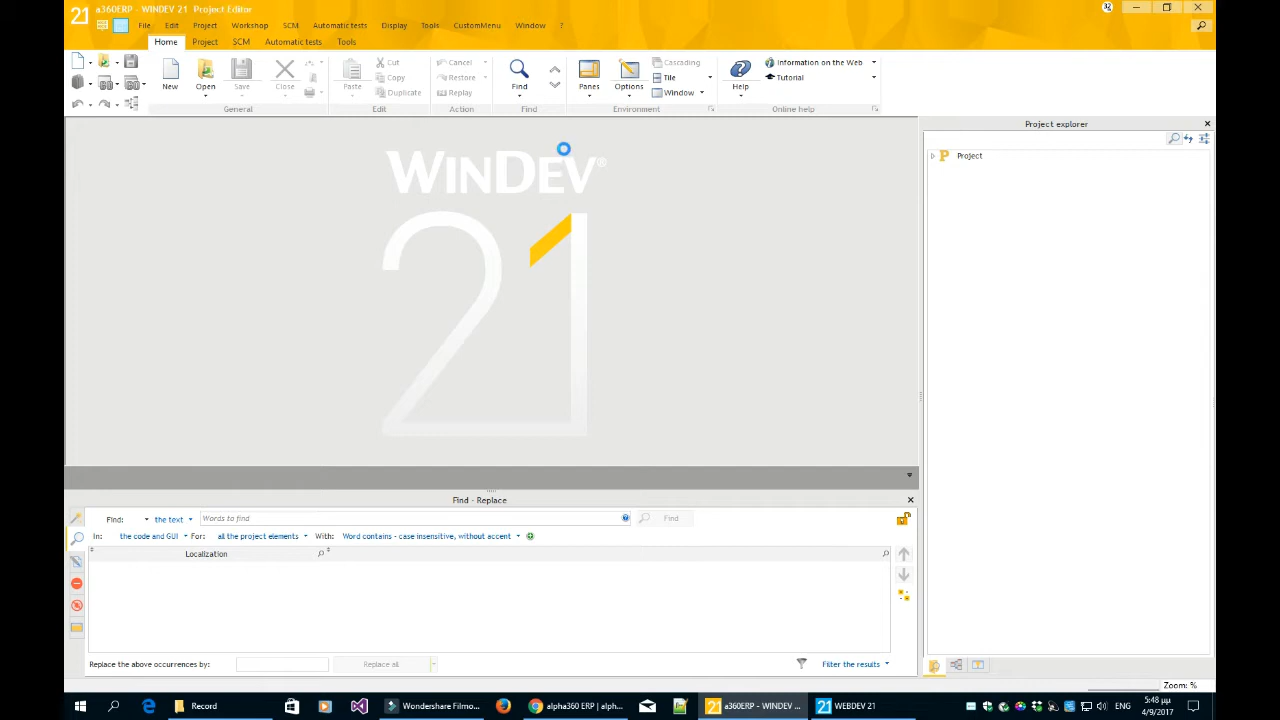 21
a360ERP - WINDEV 21 Project.Editor
File Edit Project Workshop SCM Automatic tests Display Tools CustomMenu Window ?
Home Project SCM Automatic tests Tools
New Open Save Close Paste Cut Copy Duplicate Cancel Restore Replay Find Panes Options Cascading Tile Window Help Information on the Web Tutorial
General Edit Action Find Environment Online help
Project explorer
P Project
WINDEV®
21
Find - Replace
Find: the text Words to find Find
In: the code and GUI For: all the project elements With: Word contains - case insensitive, without accent
Localization
Replace the above occurrences by: Replace all Filter the results
Zoom: %
Record Wondershare Filmo... alpha360 ERP | alph... 21 a360ERP - WINDEV ... 21 WEBDEV 21 ENG 5:48 μμ
4/9/2017